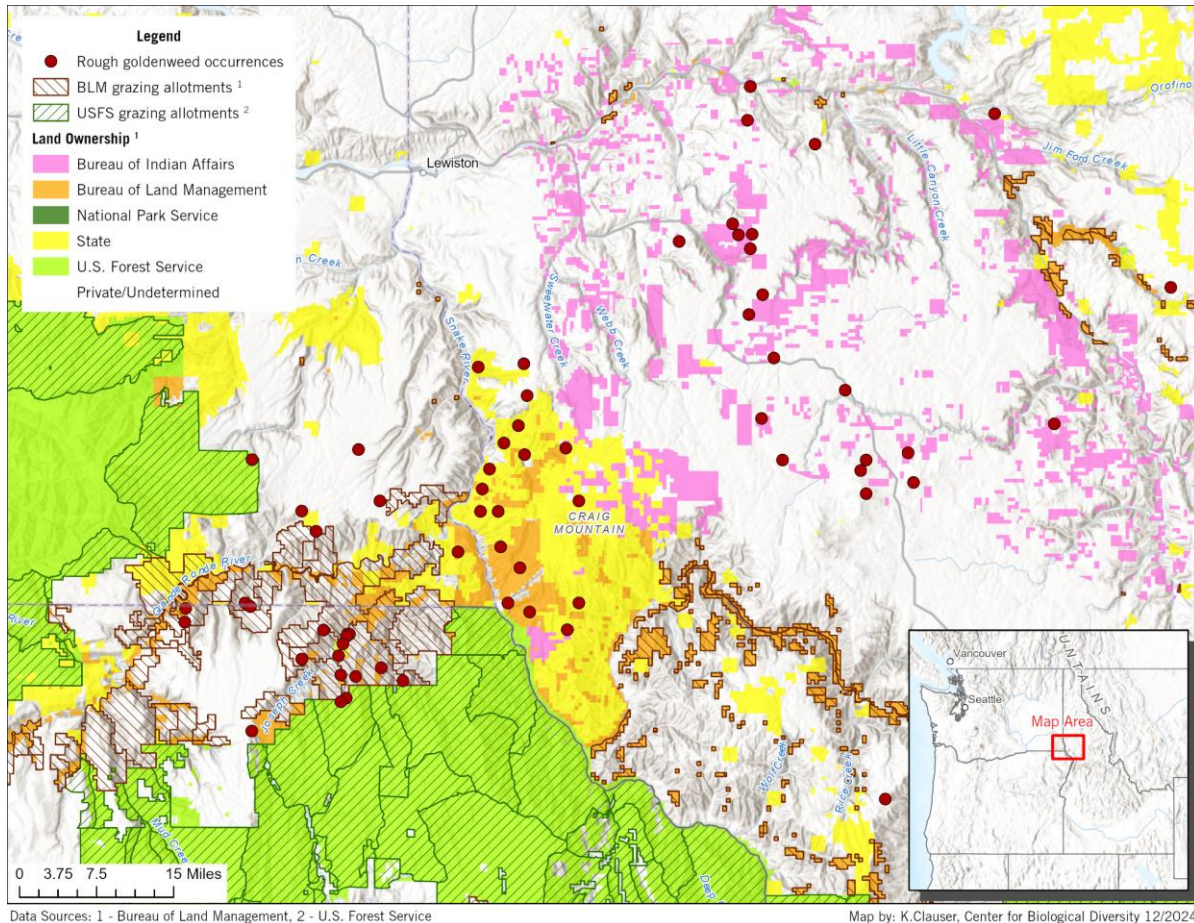 Legend
Rough goldenweed occurrences
BLM grazing allotments 1
USFS grazing allotments 2
Land Ownership 1
Bureau of Indian Affairs
Bureau of Land Management
National Park Service
State
U.S. Forest Service
Private/Undetermined
Lewiston
Orofino
Jim Ford Creek
Little Canyon Creek
Creek
Snake River
Sweetwater Creek
Webb Creek
CRAIG
MOUNTAIN
Grande Ronde River
River
Joseph Creek
Mud Creek
Deep
Wolf Creek
Rice Creek
0 3.75 7.5 15 Miles
Vancouver
Seattle
UNTAINS
Map Area
Data Sources: 1 - Bureau of Land Management, 2 - U.S. Forest Service
Map by: K.Clauser, Center for Biological Diversity 12/2024